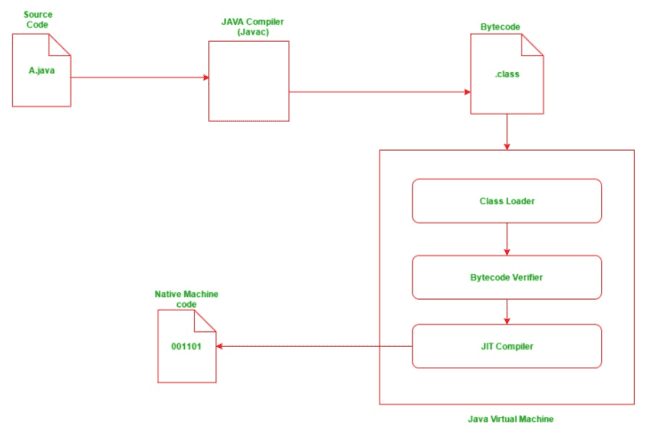 Source
Code
A.java
JAVA Compiler
(Javac)
Bytecode
.class
Class Loader
Bytecode Verifier
JIT Compiler
Native Machine
code
001101
Java Virtual Machine